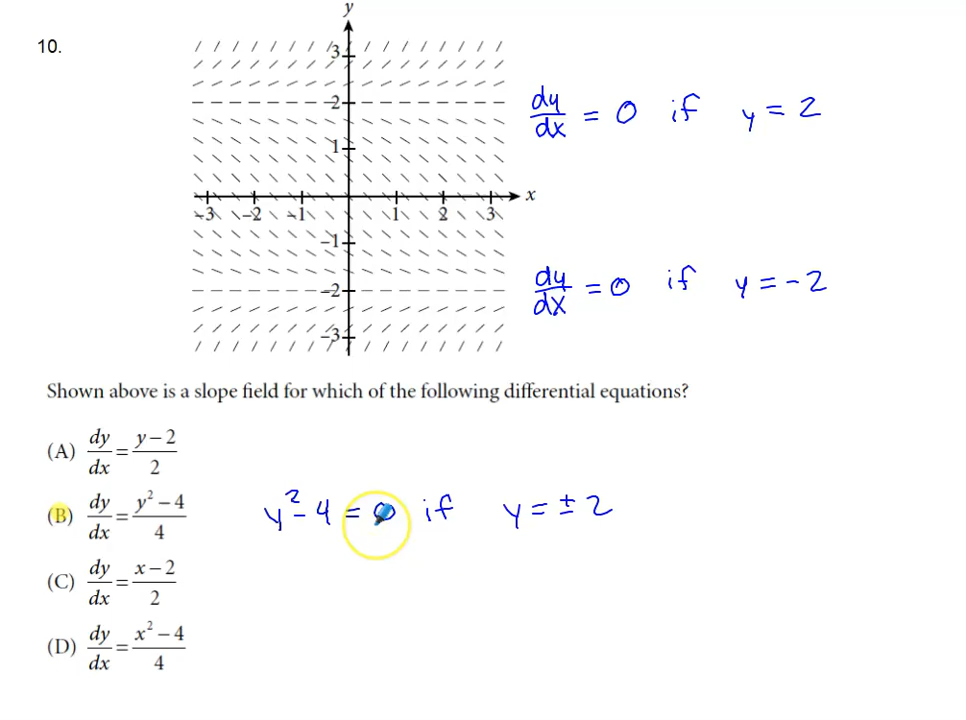 y
10.
3
2
dy/dx = 0 if y = 2
1
x
-3 -2 -1 1 2 3
-1
dy/dx = 0 if y = -2
-2
-3
Shown above is a slope field for which of the following differential equations?
(A) dy/dx = y-2/2
(B) dy/dx = y²-4/4 y²-4 = 0 if y = ±2
(C) dy/dx = x-2/2
(D) dy/dx = x²-4/4